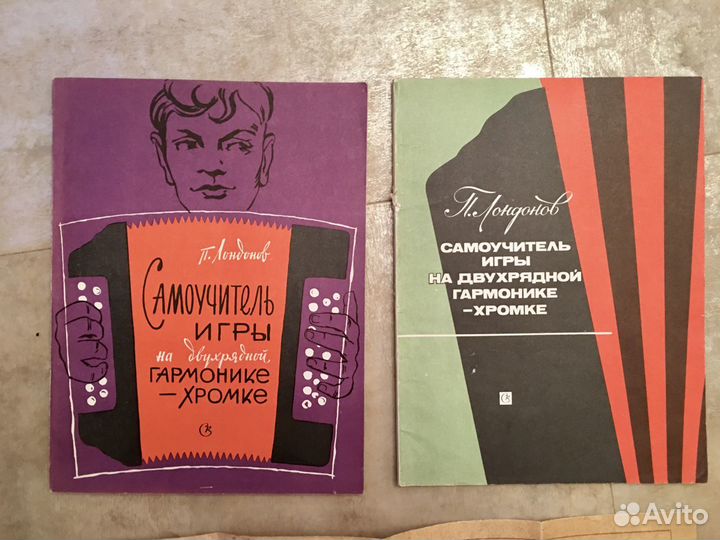 П. Лондонов
Самоучитель
игры
на двухрядной
гармонике
–хромке
П. Лондонов
САМОУЧИТЕЛЬ
ИГРЫ
НА ДВУХРЯДНОЙ
ГАРМОНИКЕ
–ХРОМКЕ
Avito